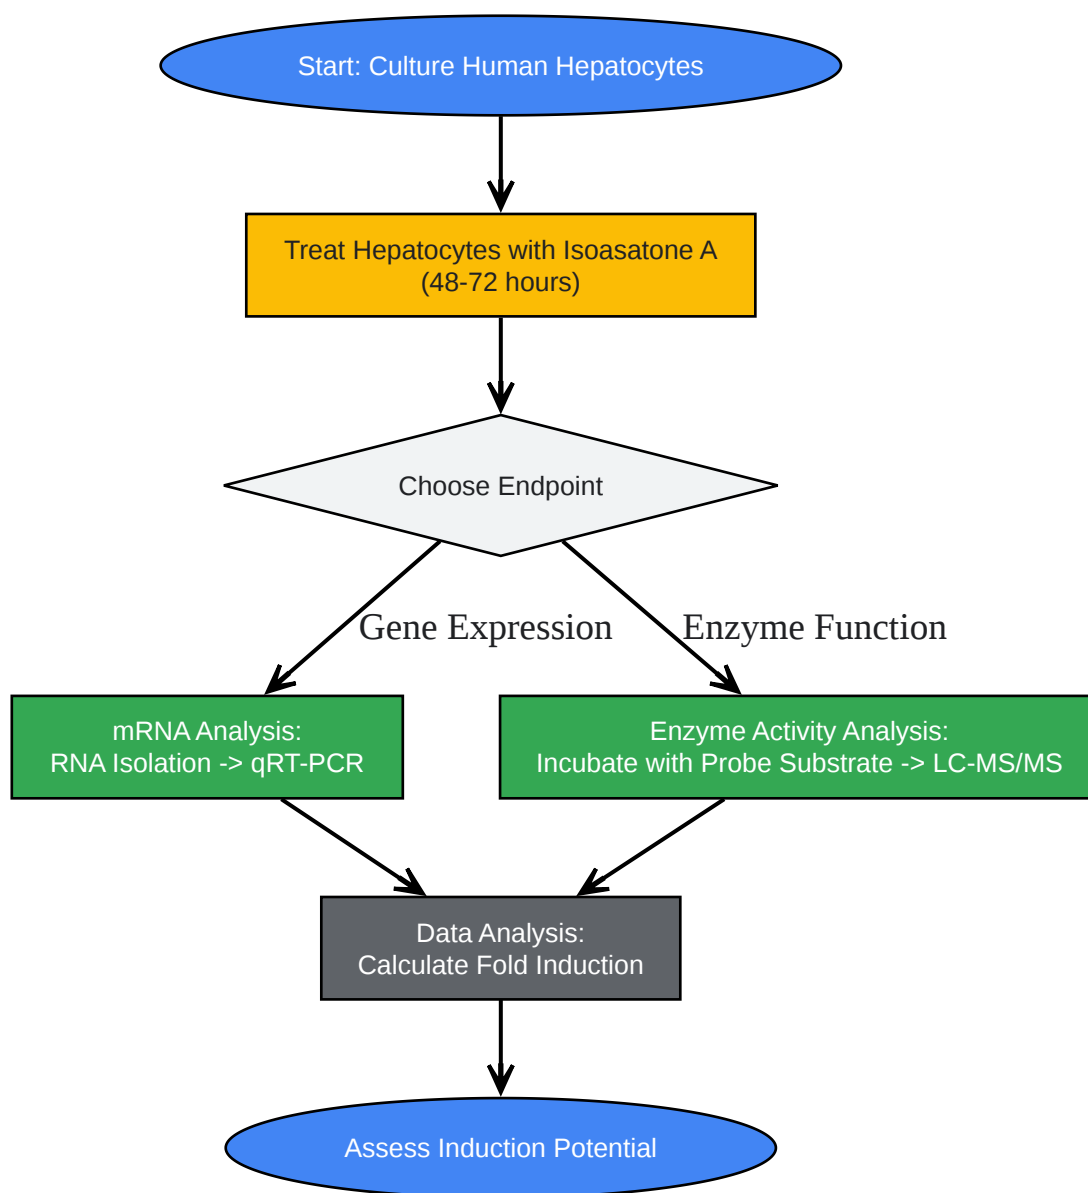 Start: Culture Human Hepatocytes
Treat Hepatocytes with Isoasatone A
(48-72 hours)
Choose Endpoint
Gene Expression
Enzyme Function
mRNA Analysis:
RNA Isolation -> qRT-PCR
Enzyme Activity Analysis:
Incubate with Probe Substrate -> LC-MS/MS
Data Analysis:
Calculate Fold Induction
Assess Induction Potential